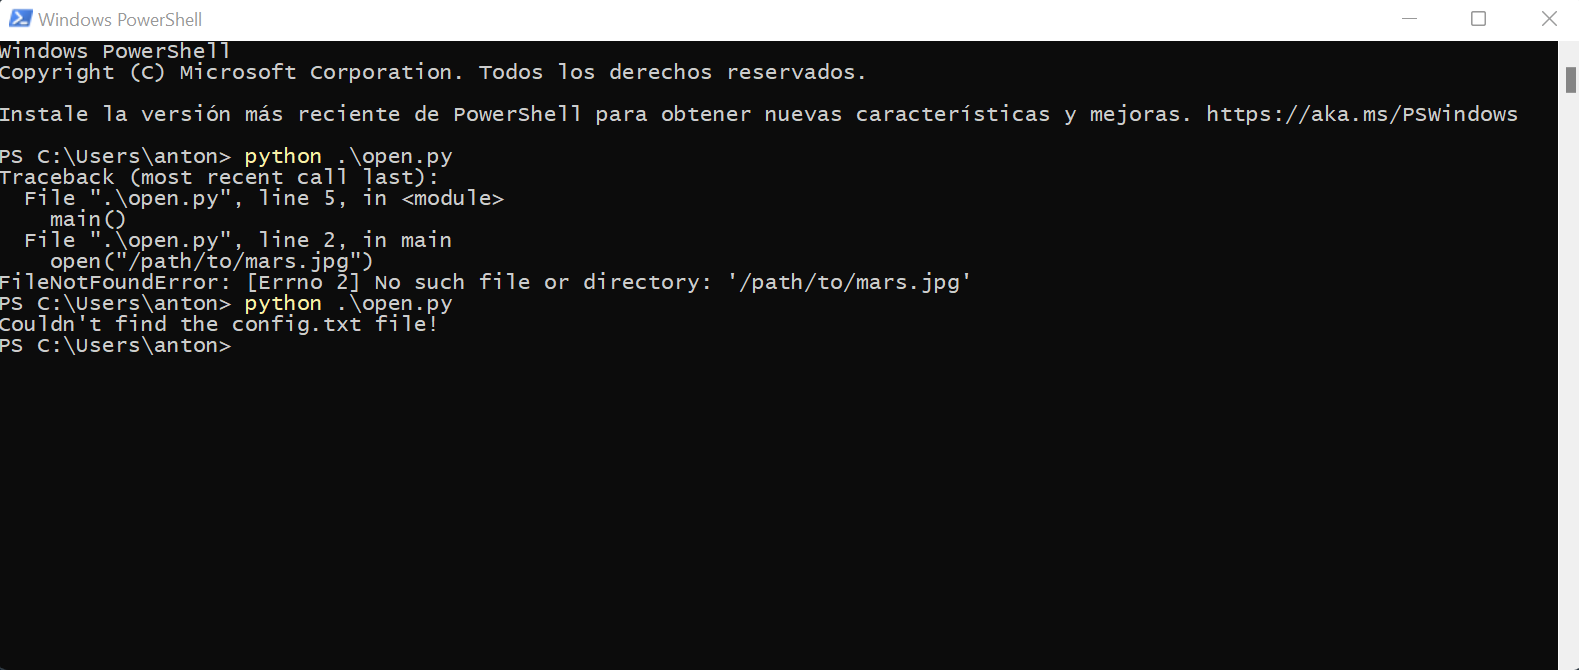 Windows PowerShell
Windows PowerShell
Copyright (C) Microsoft Corporation. Todos los derechos reservados.
Instale la versión más reciente de PowerShell para obtener nuevas características y mejoras. https://aka.ms/PSWindows
PS C:\Users\anton> python .\open.py
Traceback (most recent call last):
  File ".\open.py", line 5, in <module>
    main()
  File ".\open.py", line 2, in main
    open("/path/to/mars.jpg")
FileNotFoundError: [Errno 2] No such file or directory: '/path/to/mars.jpg'
PS C:\Users\anton> python .\open.py
Couldn't find the config.txt file!
PS C:\Users\anton>